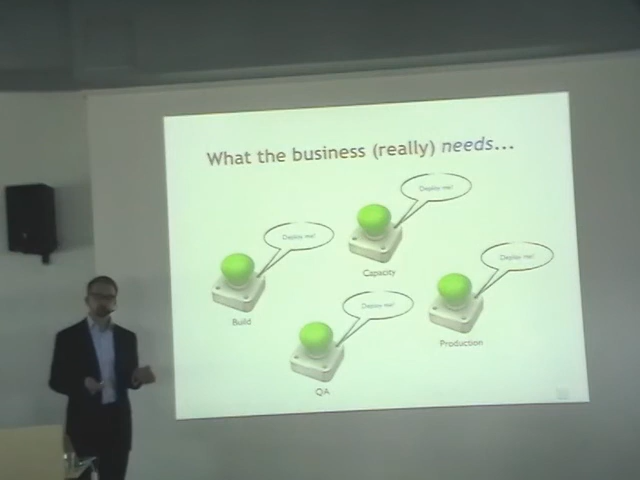 What the business (really) needs...
Deploy me!
Capacity
Deploy me!
Build
Deploy me!
Production
Deploy me!
QA